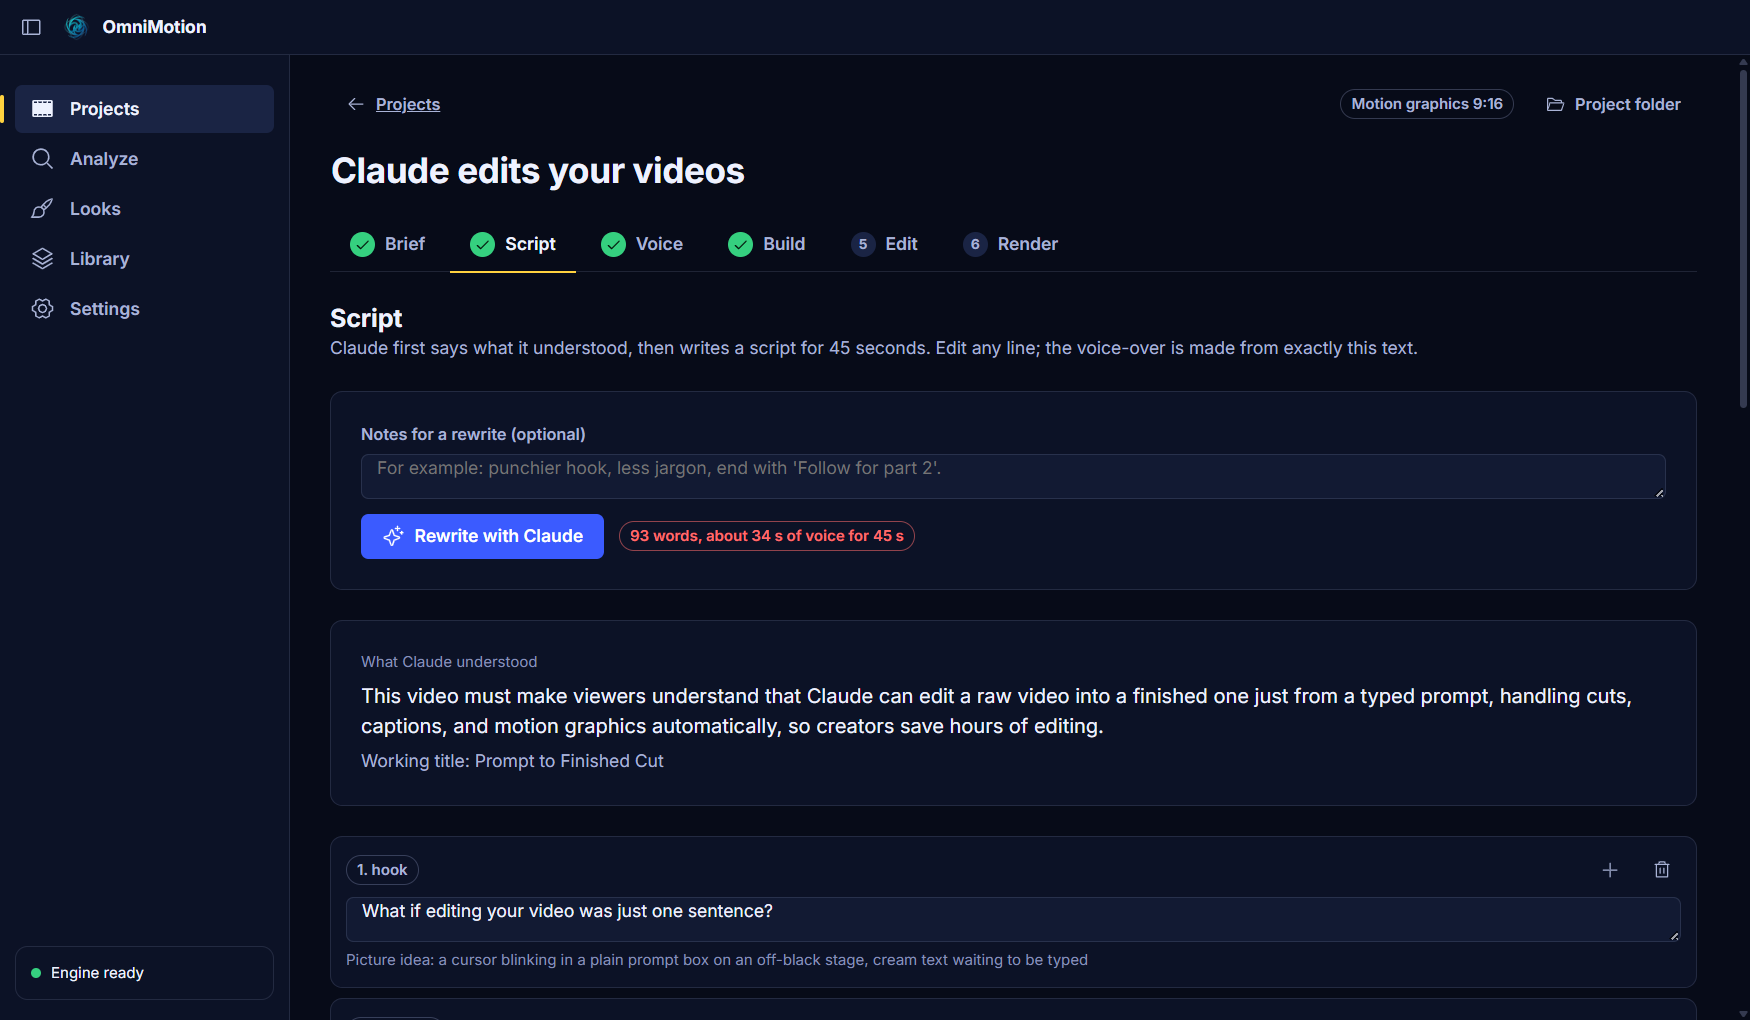 OmniMotion
Projects
Analyze
Looks
Library
Settings
Engine ready
Projects
Motion graphics 9:16
Project folder
Claude edits your videos
Brief
Script
Voice
Build
5 Edit
6 Render
Script
Claude first says what it understood, then writes a script for 45 seconds. Edit any line; the voice-over is made from exactly this text.
Notes for a rewrite (optional)
For example: punchier hook, less jargon, end with 'Follow for part 2'.
Rewrite with Claude
93 words, about 34 s of voice for 45 s
What Claude understood
This video must make viewers understand that Claude can edit a raw video into a finished one just from a typed prompt, handling cuts,
captions, and motion graphics automatically, so creators save hours of editing.
Working title: Prompt to Finished Cut
1. hook
What if editing your video was just one sentence?
Picture idea: a cursor blinking in a plain prompt box on an off-black stage, cream text waiting to be typed